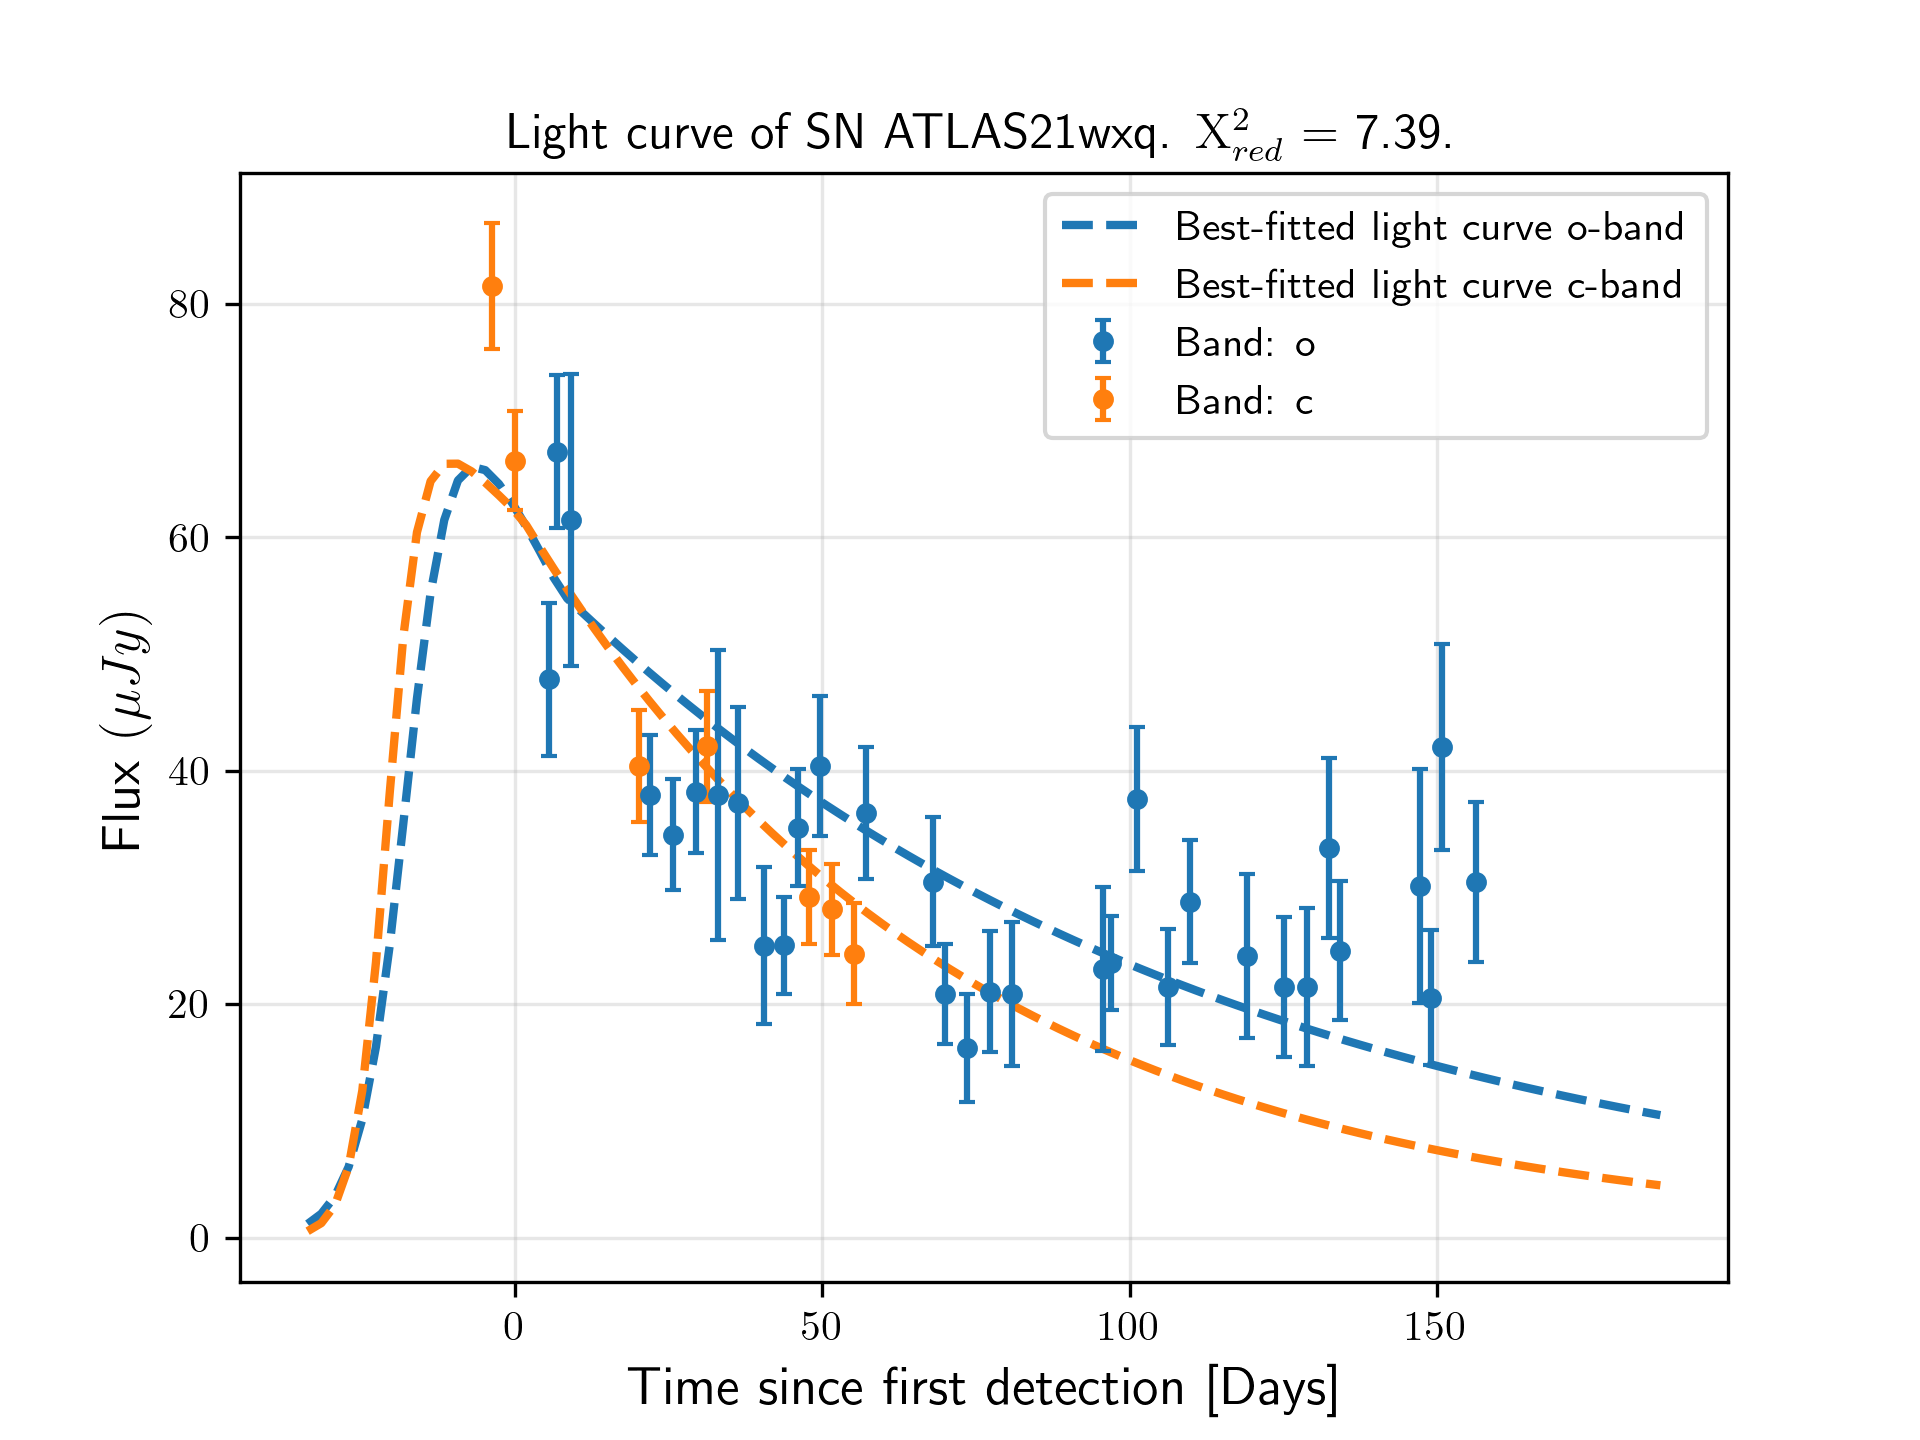 Light curve of SN ATLAS21wxq. X²_red = 7.39.
Best-fitted light curve o-band
Best-fitted light curve c-band
Band: o
Band: c
Flux (μJy)
80
60
40
20
0
0 50 100 150
Time since first detection [Days]